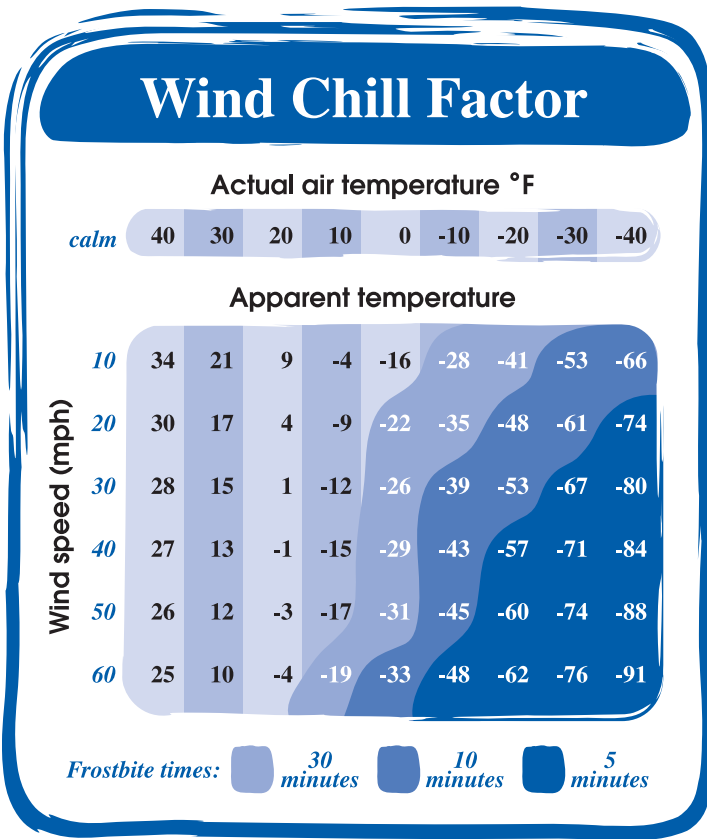 Wind Chill Factor
Actual air temperature °F
calm 40 30 20 10 0 -10 -20 -30 -40
Apparent temperature
Wind speed (mph)
10 34 21 9 -4 -16 -28 -41 -53 -66
20 30 17 4 -9 -22 -35 -48 -61 -74
30 28 15 1 -12 -26 -39 -53 -67 -80
40 27 13 -1 -15 -29 -43 -57 -71 -84
50 26 12 -3 -17 -31 -45 -60 -74 -88
60 25 10 -4 -19 -33 -48 -62 -76 -91
Frostbite times: 30 minutes 10 minutes 5 minutes